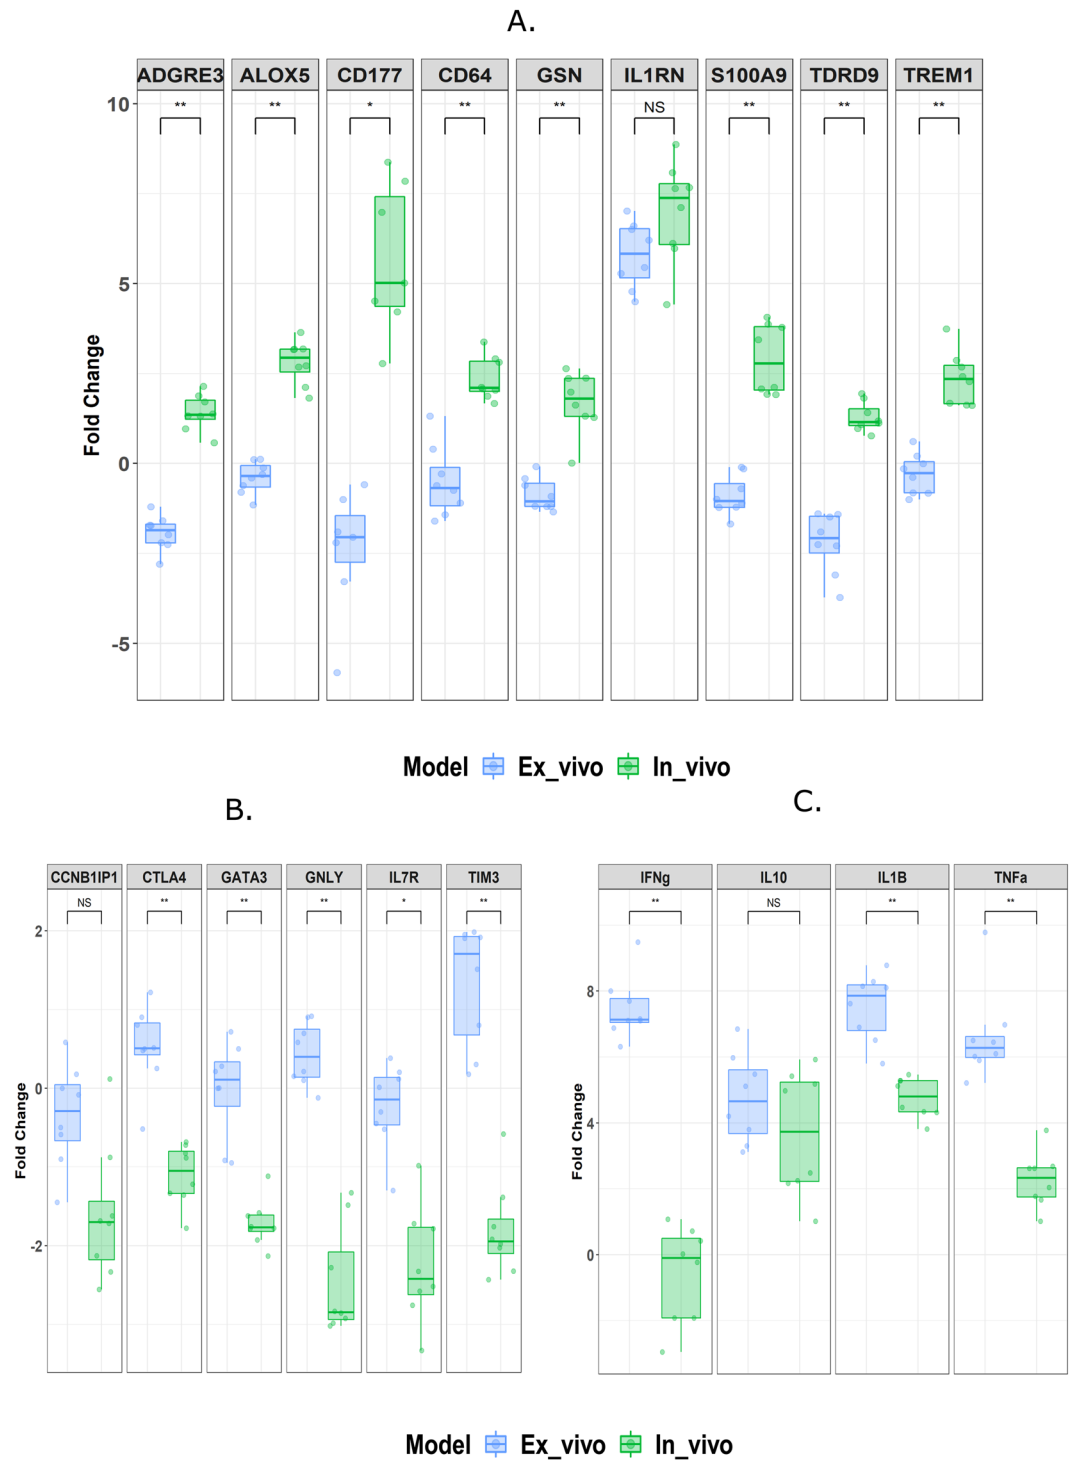 A.
ADGRE3 ALOX5 CD177 CD64 GSN IL1RN S100A9 TDRD9 TREM1
** ** * ** ** NS ** ** **
10
5
0
-5
Fold Change
Model Ex_vivo In_vivo
B.
CCNB1IP1 CTLA4 GATA3 GNLY IL7R TIM3
NS ** ** ** * **
2
0
-2
Fold Change
C.
IFNg IL10 IL1B TNFa
** NS ** **
8
4
0
Fold Change
Model Ex_vivo In_vivo